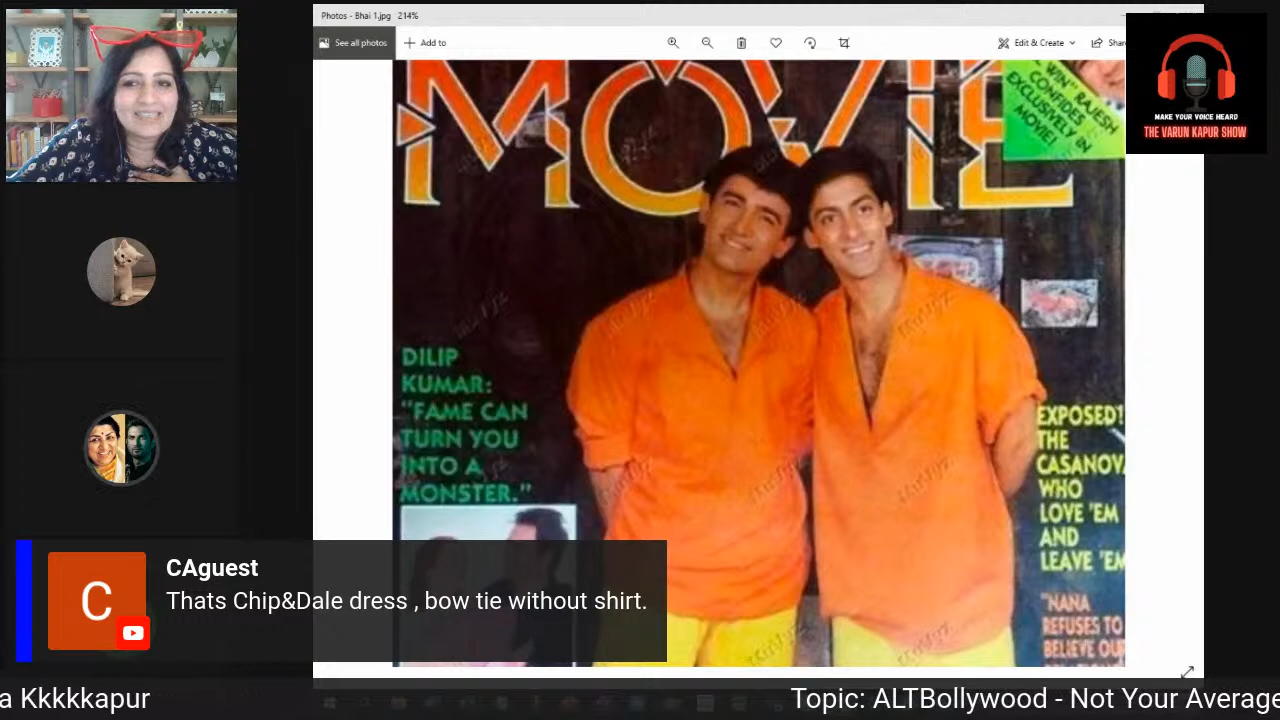 Photos - Bhai 1.jpg 214%
See all photos
Add to
Edit & Create
Share
MAKE YOUR VOICE HEARD
THE VARUN KAPUR SHOW
MOVIE
WIN" RAJESH
CONFIDES
EXCLUSIVELY IN
MOVIE!
DILIP
KUMAR:
"FAME CAN
TURN YOU
INTO A
MONSTER."
EXPOSED!
THE
CASANOVA
WHO
LOVE 'EM
AND
LEAVE 'EM
"NANA
REFUSES TO
BELIEVE OUR
C
CAguest
Thats Chip&Dale dress , bow tie without shirt.
a Kkkkkapur
Topic: ALTBollywood - Not Your Average